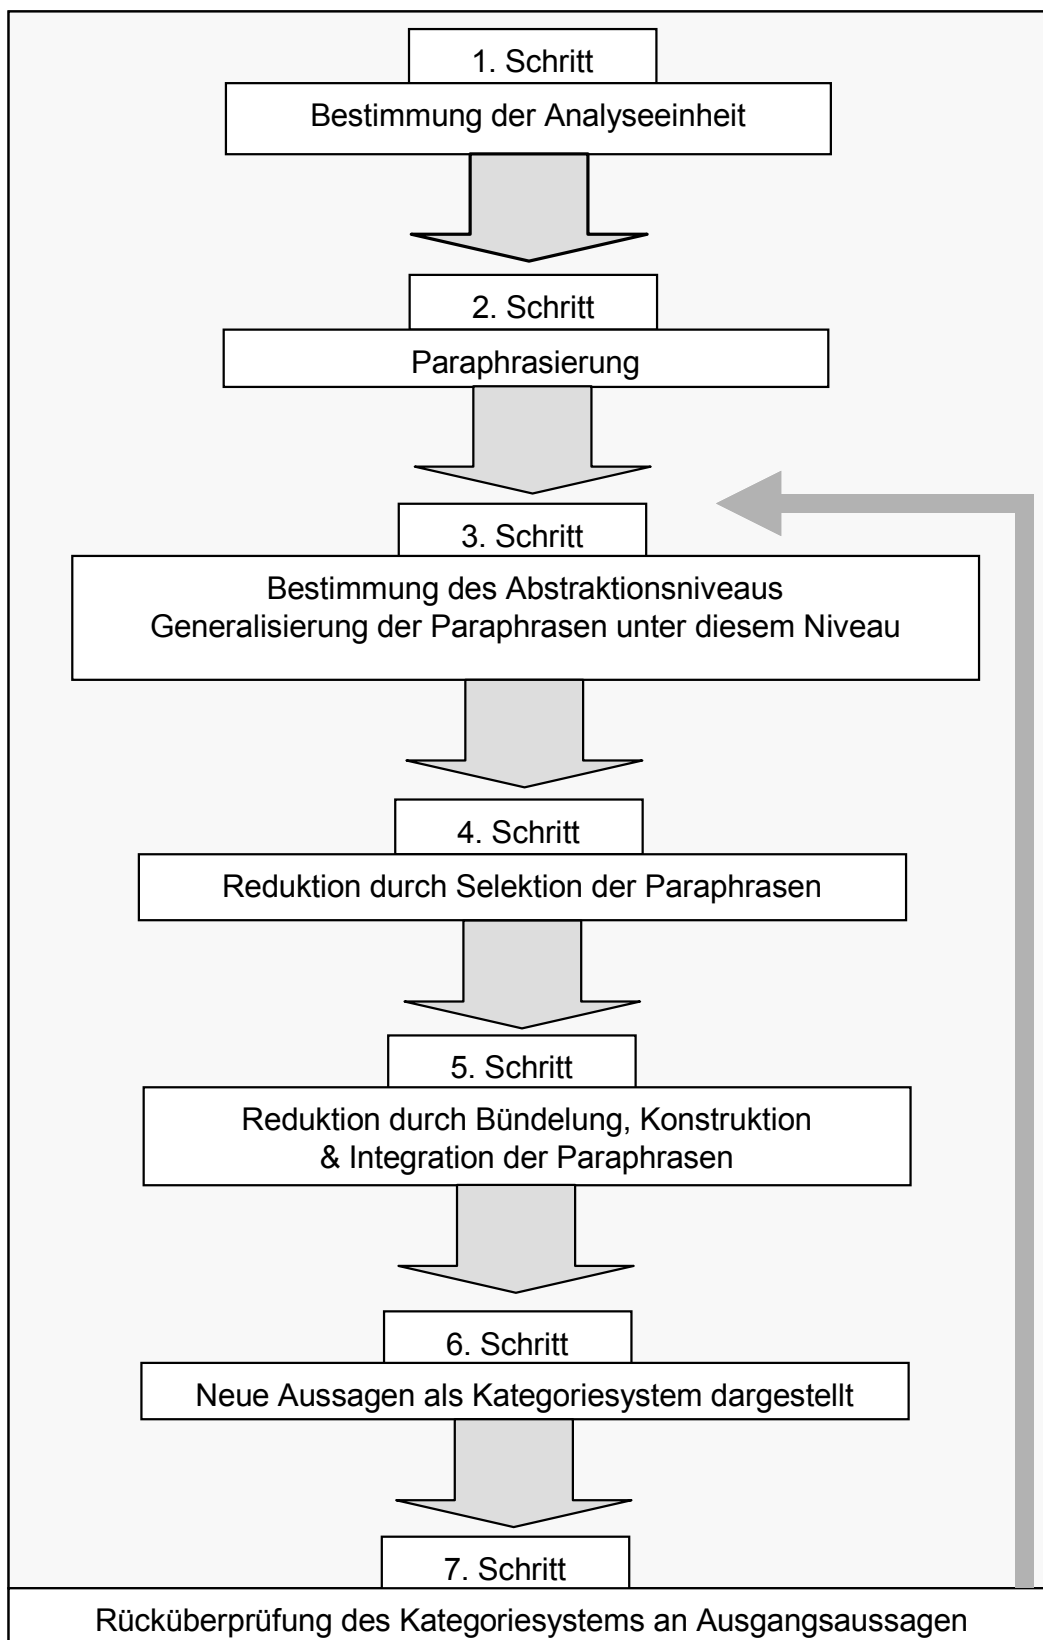 1. Schritt
Bestimmung der Analyseeinheit
2. Schritt
Paraphrasierung
3. Schritt
Bestimmung des Abstraktionsniveaus
Generalisierung der Paraphrasen unter diesem Niveau
4. Schritt
Reduktion durch Selektion der Paraphrasen
5. Schritt
Reduktion durch Bündelung, Konstruktion
& Integration der Paraphrasen
6. Schritt
Neue Aussagen als Kategoriesystem dargestellt
7. Schritt
Rücküberprüfung des Kategoriesystems an Ausgangsaussagen